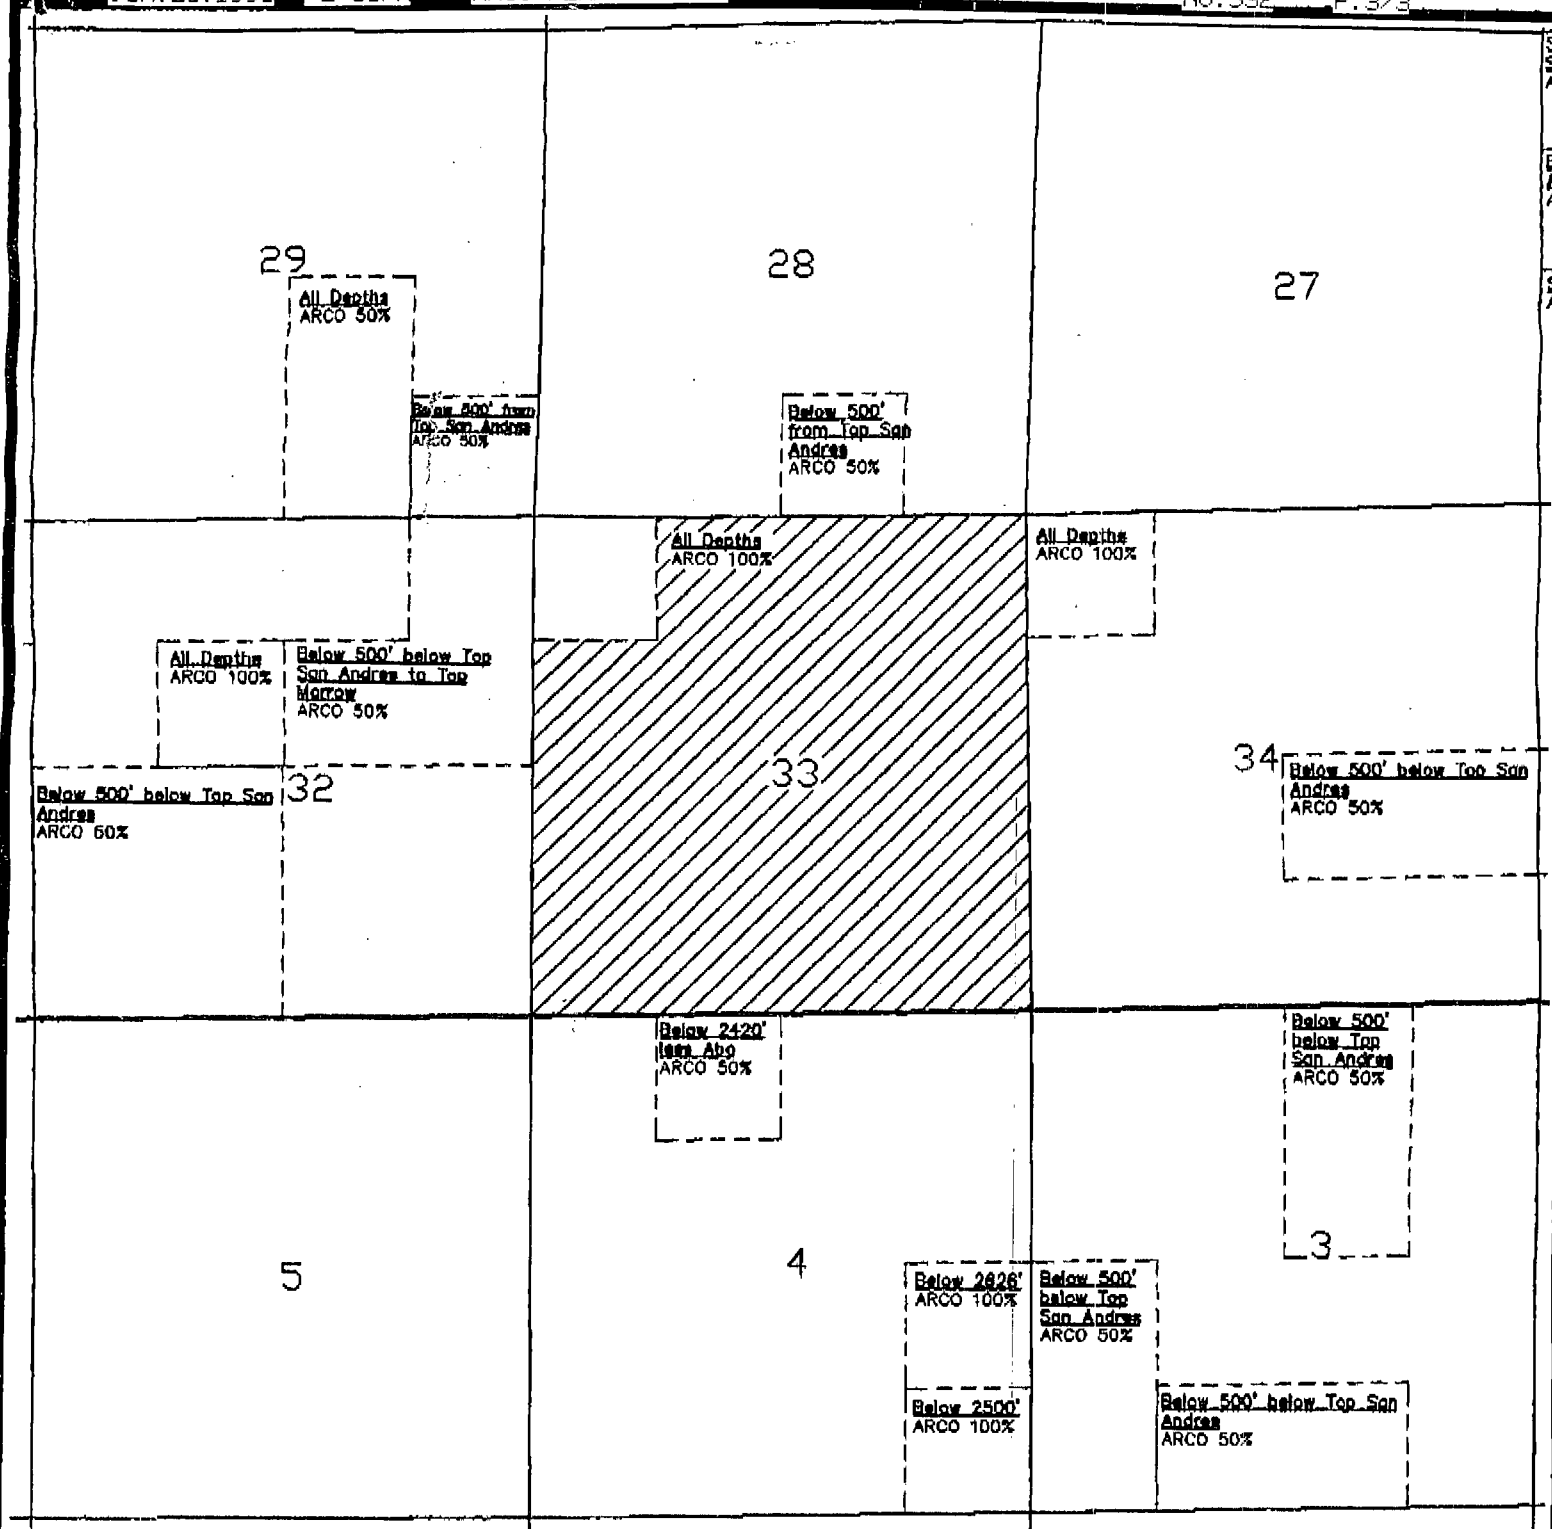 No.532 P.3/3
29
28
27
All Depths
ARCO 50%
Below 500' from
Top San Andres
ARCO 50%
Below 500'
from Top San
Andres
ARCO 50%
All Depths
ARCO 100%
All Depths
ARCO 100%
All Depths
ARCO 100%
Below 500' below Top
San Andres to Top
Morrow
ARCO 50%
32
33
34
Below 500' below Top San
Andres
ARCO 50%
Below 500' below Top San
Andres
Below 2420'
less Abo
ARCO 50%
Below 500'
below Top
San Andres
ARCO 50%
5
4
3
Below 2626'
ARCO 100%
Below 500'
below Top
San Andres
ARCO 50%
Below 2500'
ARCO 100%
Below 500' below Top San
Andres
ARCO 50%